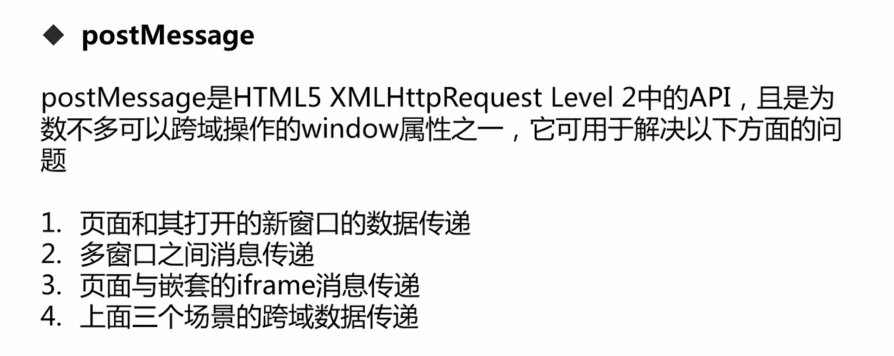 ◆ postMessage
postMessage是HTML5 XMLHttpRequest Level 2中的API，且是为
数不多可以跨域操作的window属性之一，它可用于解决以下方面的问
题
1. 页面和其打开的新窗口的数据传递
2. 多窗口之间消息传递
3. 页面与嵌套的iframe消息传递
4. 上面三个场景的跨域数据传递